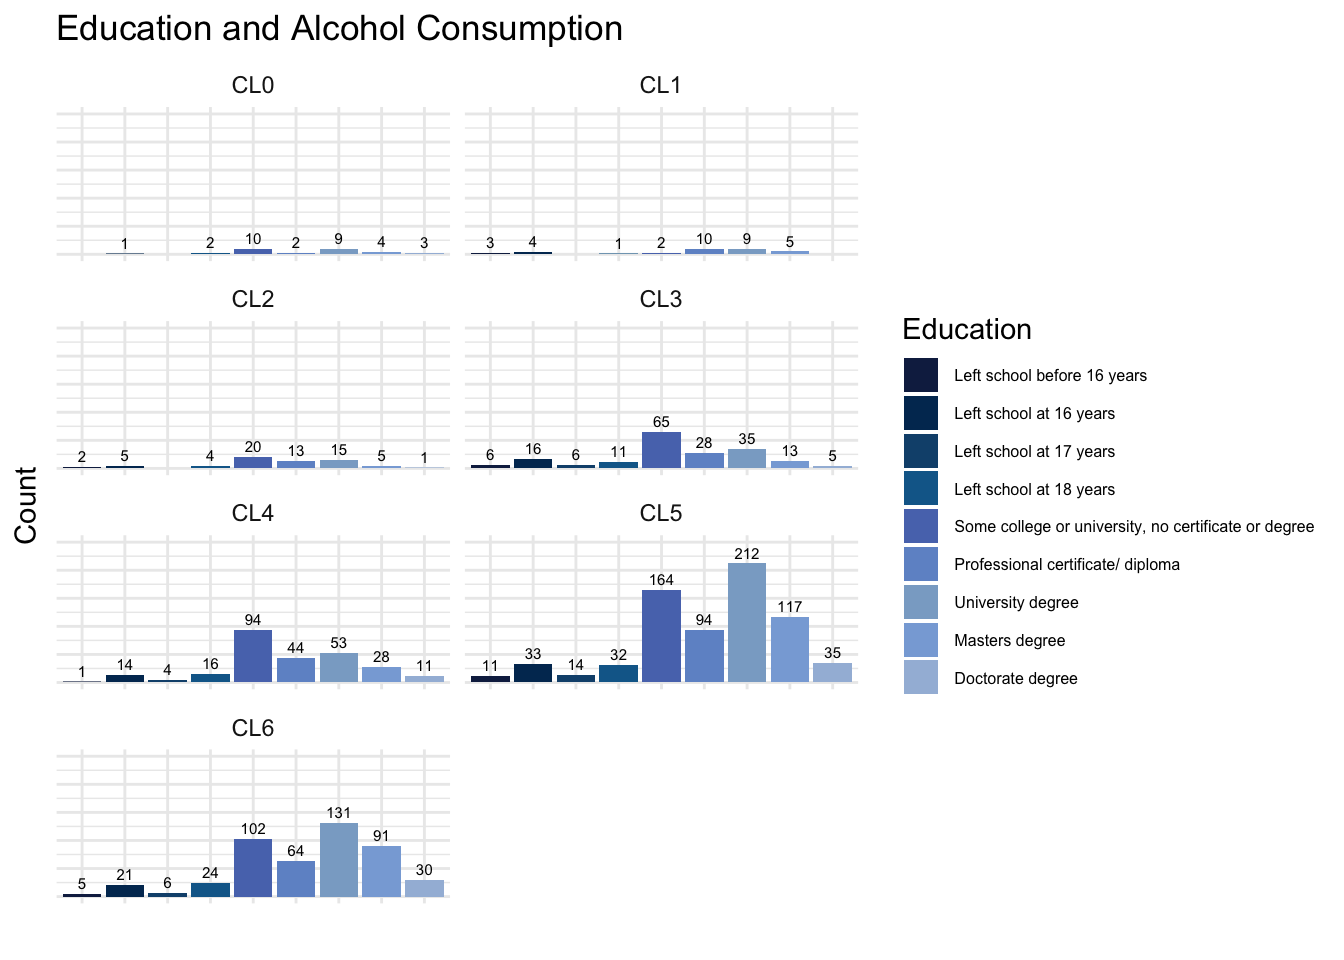 Education and Alcohol Consumption
CL0 CL1
1 2 10 2 9 4 3 3 4 1 2 10 9 5
CL2 CL3
2 5 4 20 13 15 5 1 6 16 6 11 65 28 35 13 5
CL4 CL5
1 14 4 16 94 44 53 28 11 11 33 14 32 164 94 212 117 35
CL6
5 21 6 24 102 64 131 91 30
Count
Education
Left school before 16 years
Left school at 16 years
Left school at 17 years
Left school at 18 years
Some college or university, no certificate or degree
Professional certificate/ diploma
University degree
Masters degree
Doctorate degree